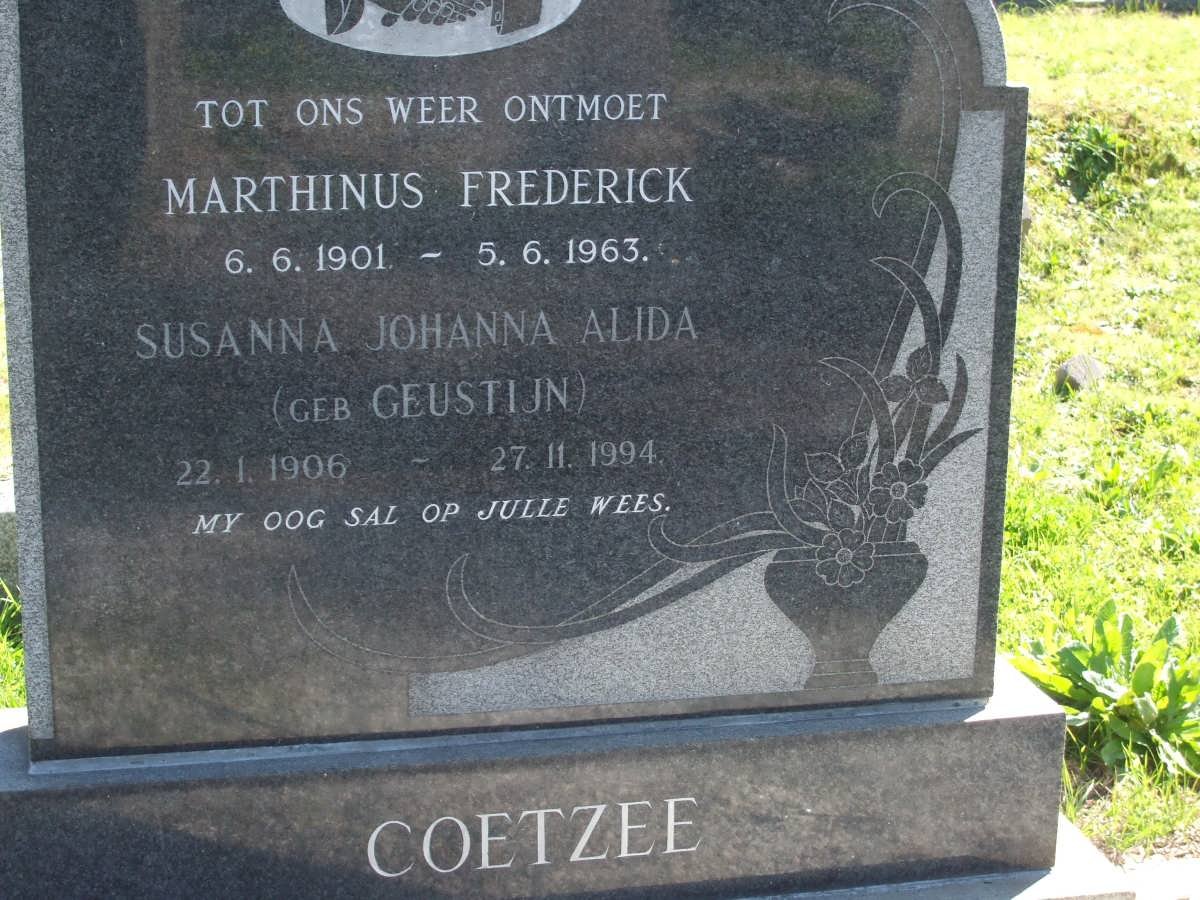 TOT ONS WEER ONTMOET
MARTHINUS FREDERICK
6. 6. 1901 ~ 5. 6. 1963.
SUSANNA JOHANNA ALIDA
(GEB GEUSTIJN)
22. 1. 1906 ~ 27. 11. 1994.
MY OOG SAL OP JULLE WEES.
COETZEE